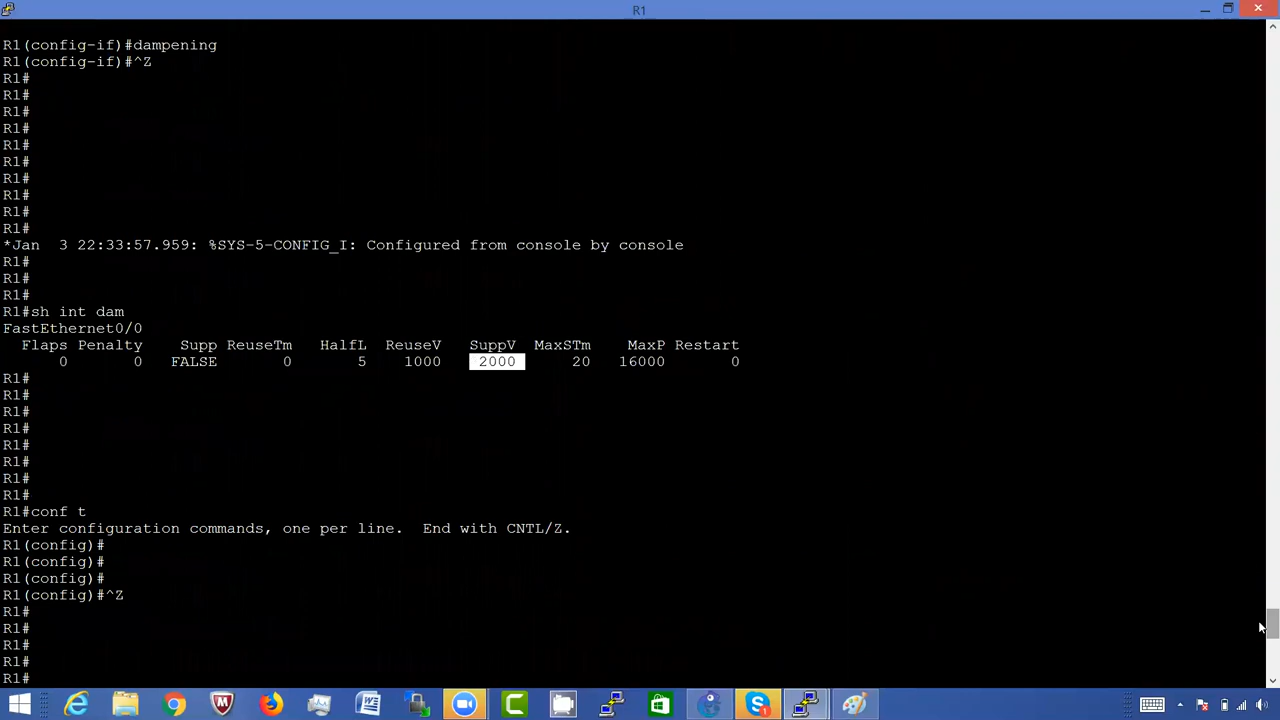 R1
R1(config-if)#dampening
R1(config-if)#^Z
R1#
R1#
R1#
R1#
R1#
R1#
R1#
R1#
R1#
R1#
*Jan  3 22:33:57.959: %SYS-5-CONFIG_I: Configured from console by console
R1#
R1#
R1#
R1#sh int dam
FastEthernet0/0
  Flaps Penalty    Supp ReuseTm   HalfL  ReuseV   SuppV  MaxSTm    MaxP Restart
      0       0   FALSE       0       5    1000    2000      20   16000       0
R1#
R1#
R1#
R1#
R1#
R1#
R1#
R1#
R1#conf t
Enter configuration commands, one per line.  End with CNTL/Z.
R1(config)#
R1(config)#
R1(config)#
R1(config)#^Z
R1#
R1#
R1#
R1#
R1#